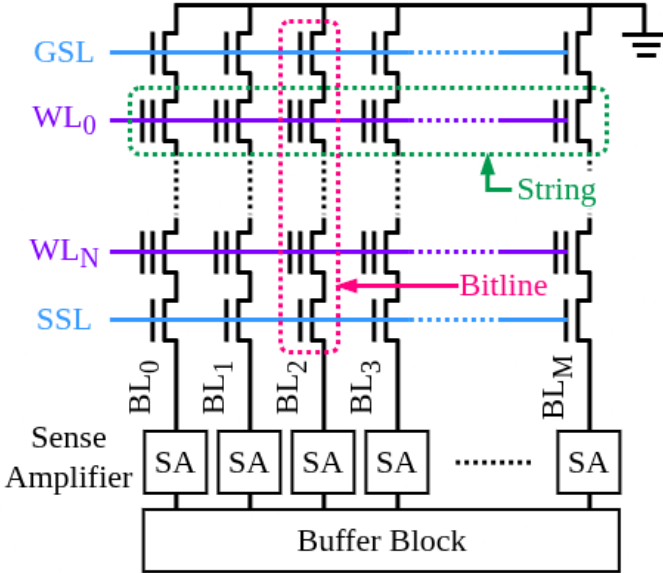 GSL
WL0
String
WLN
Bitline
SSL
BL0 BL1 BL2 BL3 BLM
Sense
Amplifier
SA SA SA SA SA
Buffer Block